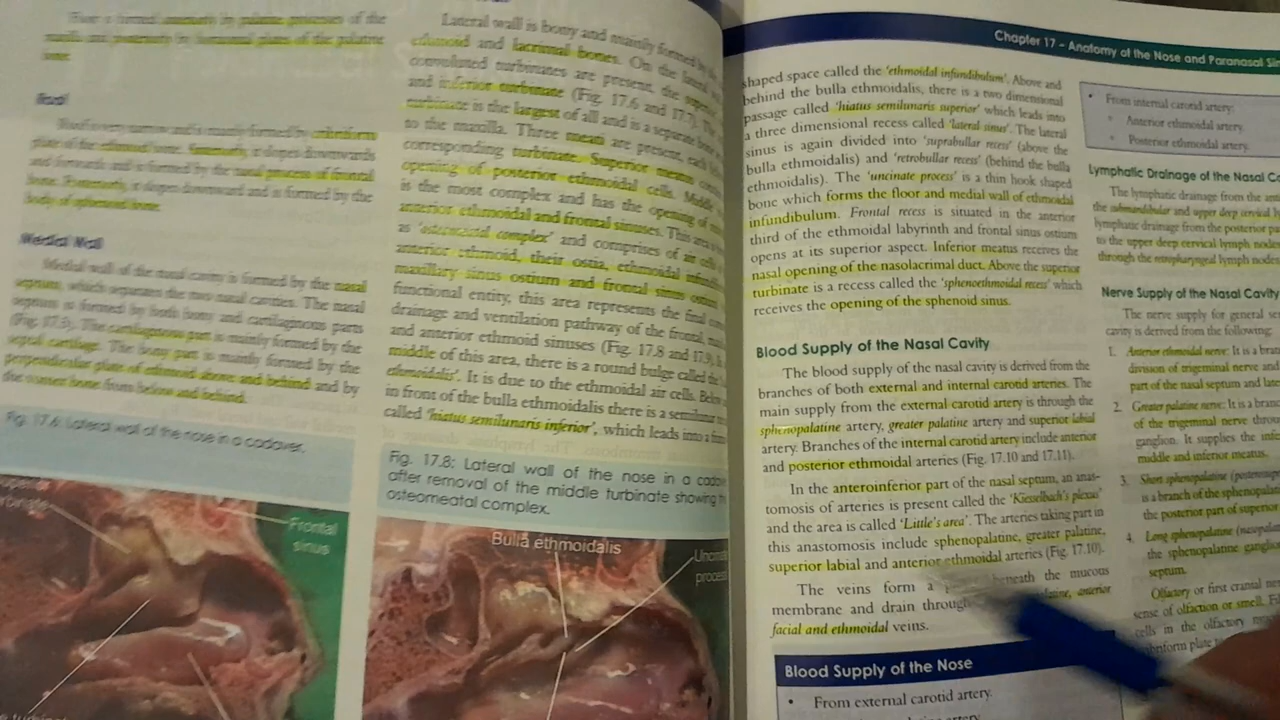 Floor is formed anteriorly by palatine processes of the
maxilla and posteriorly by horizontal plates of the palatine
bone.
Roof
Roof is very narrow and is mainly formed by cribriform
plate of the ethmoid bone. Anteriorly, it slopes downwards
and forwards and is formed by the nasal process of frontal
bone. Posteriorly, it slopes downward and is formed by the
body of sphenoid bone.
Medial Wall
Medial wall of the nasal cavity is formed by the nasal
septum, which separates the two nasal cavities. The nasal
septum is formed by both bony and cartilaginous parts
(Fig. 17.5). The cartilaginous part is mainly formed by the
septal cartilage. The bony part is mainly formed by the
perpendicular plate of ethmoid above and behind and by
the vomer bone from below and behind.
Fig. 17.6: Lateral wall of the nose in a cadaver.
Frontal
sinus
Lateral wall is bony and mainly formed by
ethmoid and lacrimal bones. On the lateral
convoluted turbinates are present, the
and inferior turbinate (Fig. 17.6 and 17.7). The
turbinate is the largest of all and is a separate bone
to the maxilla. Three meati are present, each
corresponding turbinate. Superior meatus
opening of posterior ethmoidal cells. Middle
is the most complex and has the opening of
anterior ethmoidal and frontal sinuses. This area
as 'osteomeatal complex' and comprises of air cells
anterior ethmoid, their ostia, ethmoidal
maxillary sinus ostium and frontal sinus
functional entity, this area represents the final
drainage and ventilation pathway of the frontal,
and anterior ethmoid sinuses (Fig. 17.8 and 17.9).
middle of this area, there is a round bulge called the
ethmoidalis'. It is due to the ethmoidal air cells. Below
in front of the bulla ethmoidalis there is a semilunar
called 'hiatus semilunaris inferior', which leads into a
Fig. 17.8: Lateral wall of the nose in a
after removal of the middle turbinate showing
osteomeatal complex.
Bulla ethmoidalis
process
Chapter 17 – Anatomy of the Nose and Paranasal
shaped space called the 'ethmoidal infundibulum'. Above and
behind the bulla ethmoidalis, there is a two dimensional
passage called 'hiatus semilunaris superior' which leads into
a three dimensional recess called 'lateral sinus'. The lateral
sinus is again divided into 'suprabullar recess' (above the
bulla ethmoidalis) and 'retrobullar recess' (behind the bulla
ethmoidalis). The 'uncinate process' is a thin hook shaped
bone which forms the floor and medial wall of ethmoidal
infundibulum. Frontal recess is situated in the anterior
third of the ethmoidal labyrinth and frontal sinus ostium
opens at its superior aspect. Inferior meatus receives the
nasal opening of the nasolacrimal duct. Above the superior
turbinate is a recess called the 'sphenoethmoidal recess' which
receives the opening of the sphenoid sinus.
Blood Supply of the Nasal Cavity
The blood supply of the nasal cavity is derived from the
branches of both external and internal carotid arteries. The
main supply from the external carotid artery is through the
sphenopalatine artery, greater palatine artery and superior labial
artery. Branches of the internal carotid artery include anterior
and posterior ethmoidal arteries (Fig. 17.10 and 17.11).
In the anteroinferior part of the nasal septum, an anas-
tomosis of arteries is present called the 'Kiesselbach's plexus'
and the area is called 'Little's area'. The arteries taking part in
this anastomosis include sphenopalatine, greater palatine,
superior labial and anterior ethmoidal arteries (Fig. 17.10).
The veins form a beneath the mucous
membrane and drain through anterior
facial and ethmoidal veins.
Blood Supply of the Nose
• From external carotid artery.
• From internal carotid artery:
Anterior ethmoidal artery.
Posterior ethmoidal artery.
Lymphatic Drainage of the Nasal
The lymphatic drainage from the
the submandibular and upper deep cervical
lymphatic drainage from the posterior
to the upper deep cervical lymph nodes
through the retropharyngeal lymph nodes
Nerve Supply of the Nasal Cavity
The nerve supply for general
cavity is derived from the following:
1. Anterior ethmoidal nerve: It is a
division of trigeminal nerve and
part of the nasal septum and
2. Greater palatine nerve: It is a
of the trigeminal nerve
ganglion. It supplies the
middle and inferior meatus.
3. Short sphenopalatine
is a branch of the
the posterior part of superior
4. Long sphenopalatine
the sphenopalatine
septum.
Olfactory or first cranial
sense of olfaction or smell.
cells in the olfactory